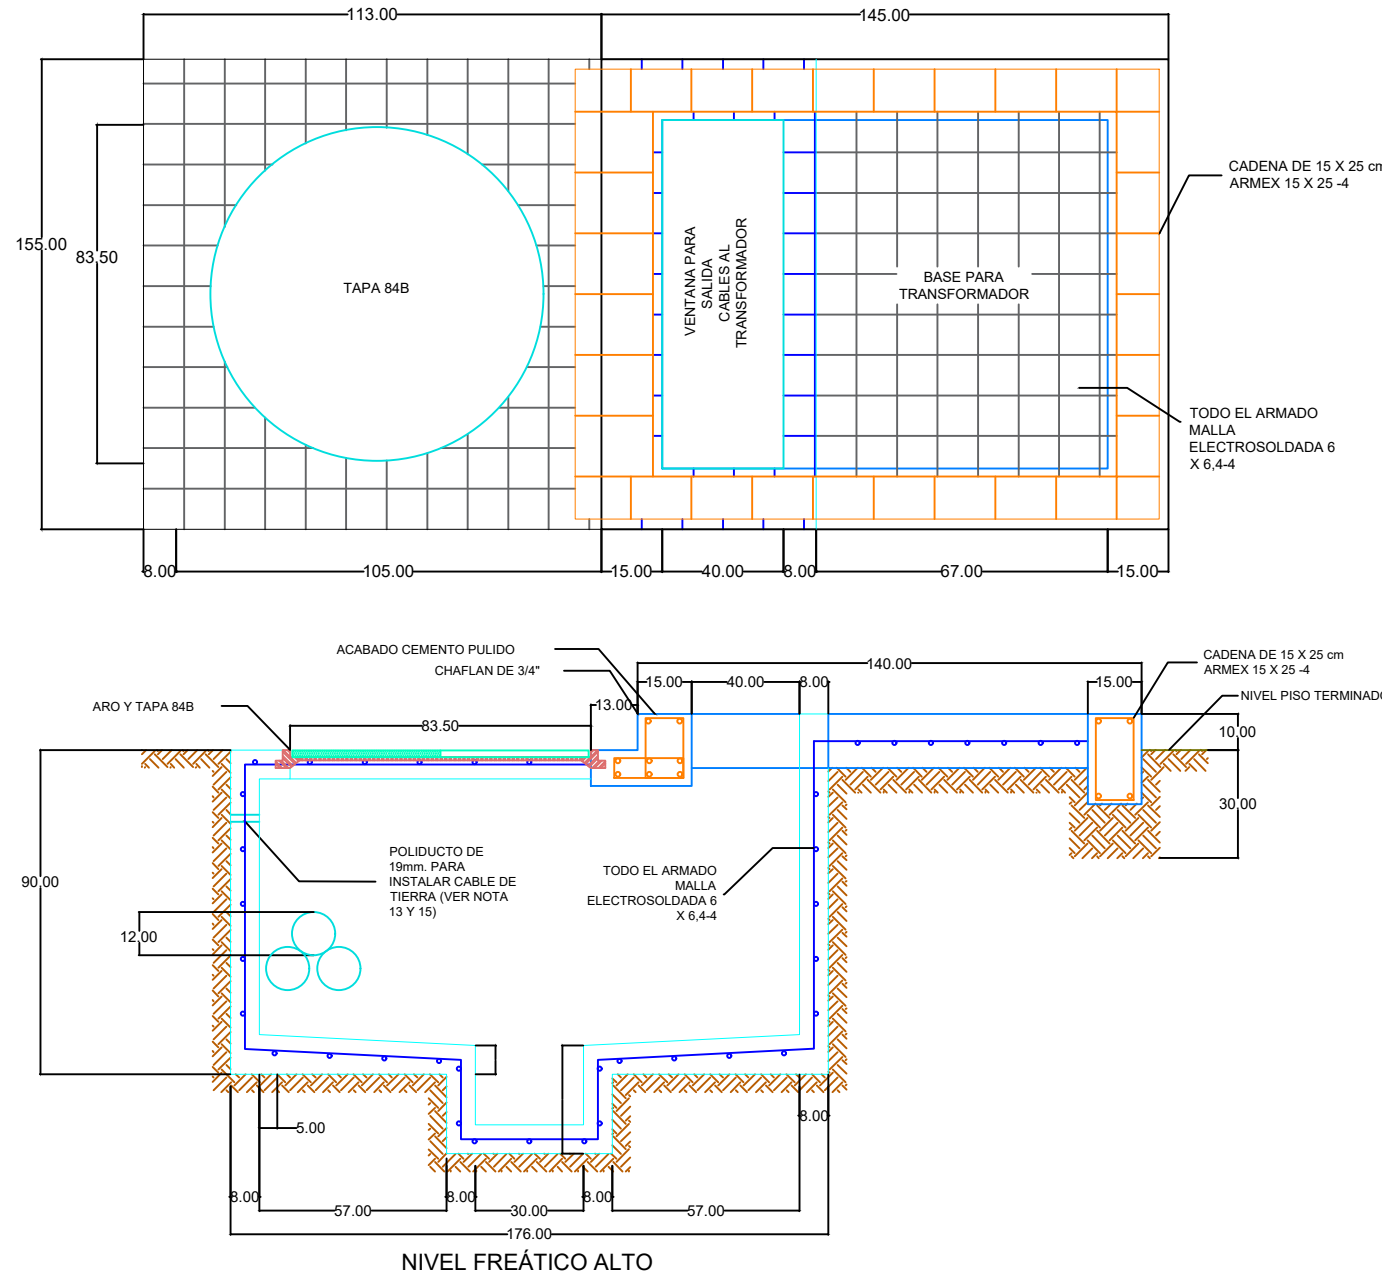 113.00
145.00
155.00
83.50
TAPA 84B
VENTANA PARA
SALIDA
CABLES AL
TRANSFORMADOR
BASE PARA
TRANSFORMADOR
CADENA DE 15 X 25 cm
ARMEX 15 X 25 -4
TODO EL ARMADO
MALLA
ELECTROSOLDADA 6
X 6,4-4
8.00
105.00
15.00
40.00
8.00
67.00
15.00
ACABADO CEMENTO PULIDO
CHAFLAN DE 3/4"
ARO Y TAPA 84B
83.50
13.00
140.00
15.00
40.00
8.00
15.00
CADENA DE 15 X 25 cm
ARMEX 15 X 25 -4
NIVEL PISO TERMINADO
10.00
30.00
90.00
12.00
POLIDUCTO DE
19mm. PARA
INSTALAR CABLE DE
TIERRA (VER NOTA
13 Y 15)
TODO EL ARMADO
MALLA
ELECTROSOLDADA 6
X 6,4-4
5.00
8.00
8.00
57.00
8.00
30.00
8.00
57.00
176.00
NIVEL FREÁTICO ALTO